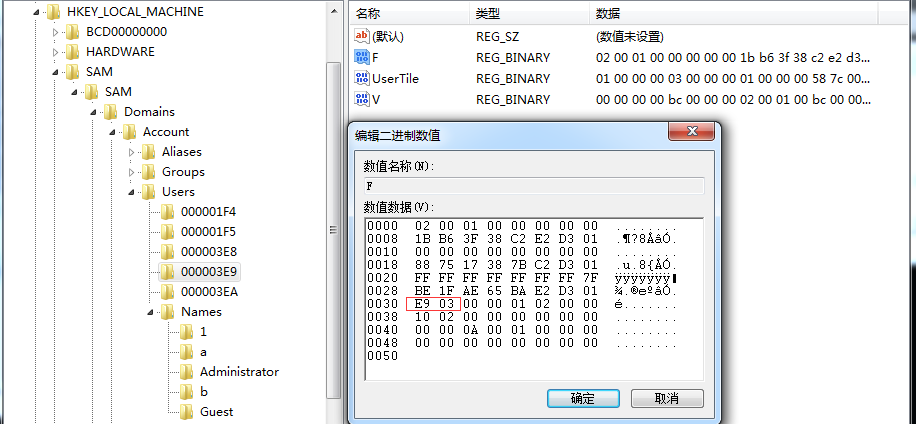 HKEY_LOCAL_MACHINE
BCD00000000
HARDWARE
SAM
SAM
Domains
Account
Aliases
Groups
Users
000001F4
000001F5
000003E8
000003E9
000003EA
Names
1
a
Administrator
b
Guest
名称 类型 数据
(默认) REG_SZ (数值未设置)
F REG_BINARY 02 00 01 00 00 00 00 00 1b b6 3f 38 c2 e2 d3...
UserTile REG_BINARY 01 00 00 00 03 00 00 00 01 00 00 00 58 7c 00...
V REG_BINARY 00 00 00 00 bc 00 00 00 02 00 01 00 bc 00 00...
编辑二进制数值
数值名称(N):
F
数值数据(V):
0000 02 00 01 00 00 00 00 00 ........
0008 1B B6 3F 38 C2 E2 D3 01 .¶?8ÂâÓ.
0010 00 00 00 00 00 00 00 00 ........
0018 88 75 17 38 7B C2 D3 01 .u.8{ÂÓ.
0020 FF FF FF FF FF FF FF 7F ÿÿÿÿÿÿÿ
0028 BE 1F AE 65 BA E2 D3 01 ¾.®eºâÓ.
0030 E9 03 00 00 01 02 00 00 é.......
0038 10 02 00 00 00 00 00 00 ........
0040 00 00 0A 00 01 00 00 00 ........
0048 00 00 00 00 00 00 00 00 ........
0050
确定 取消